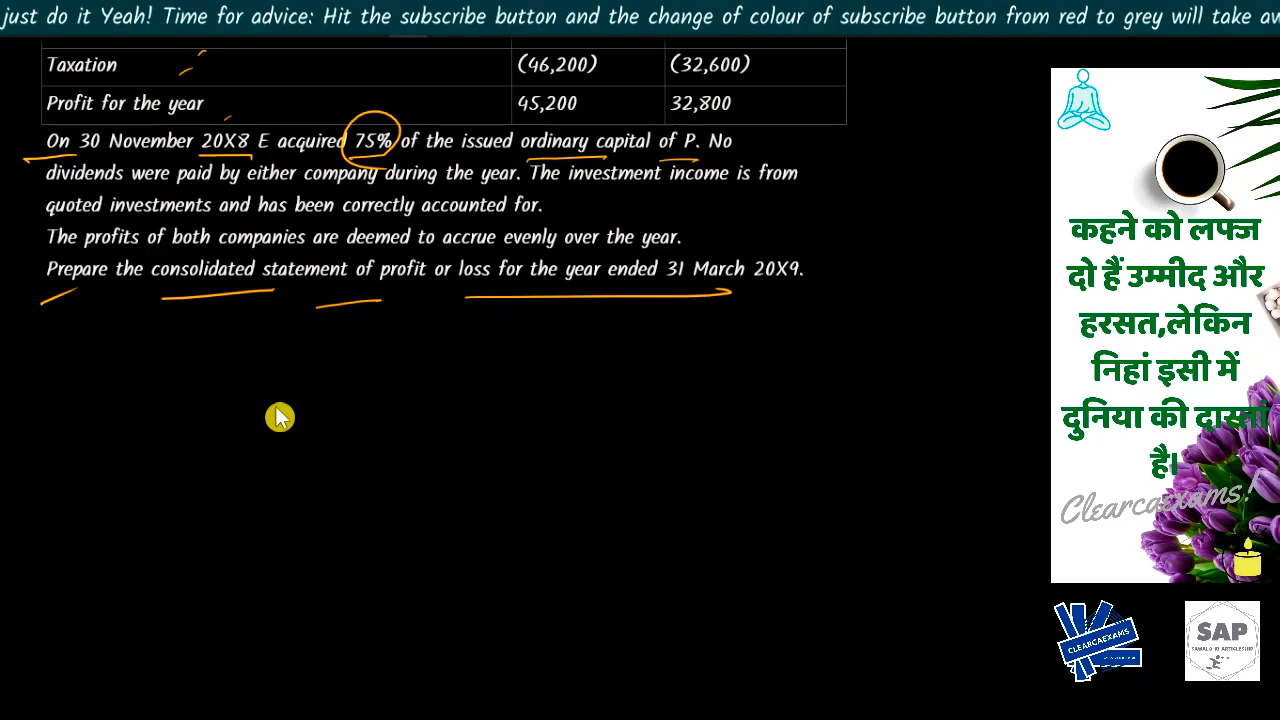 just do it Yeah! Time for advice: Hit the subscribe button and the change of colour of subscribe button from red to grey will take aw
Taxation (46,200) (32,600)
Profit for the year 45,200 32,800
On 30 November 20X8 E acquired 75% of the issued ordinary capital of P. No
dividends were paid by either company during the year. The investment income is from
quoted investments and has been correctly accounted for.
The profits of both companies are deemed to accrue evenly over the year.
Prepare the consolidated statement of profit or loss for the year ended 31 March 20X9.
कहने को लफ्ज
दो हैं उम्मीद और
हसरत,लेकिन
निहां इसी में
दुनिया की दास्तां
है।
Clearcaexams!
CLEARCAEXAMS
SAP
SAMALO KI ARTICLESHIP